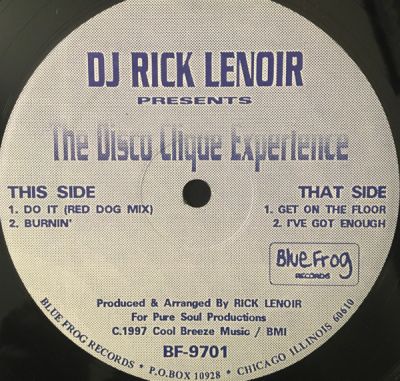 DJ RICK LENOIR
PRESENTS
The Disco Clique Experience
THIS SIDE
1. DO IT (RED DOG MIX)
2. BURNIN'
THAT SIDE
1. GET ON THE FLOOR
2. I'VE GOT ENOUGH
Blue Frog
RECORDS
Produced & Arranged By RICK LENOIR
For Pure Soul Productions
C.1997 Cool Breeze Music / BMI
BF-9701
BLUE FROG RECORDS * P.O.BOX 10928 * CHICAGO ILLINOIS 60610